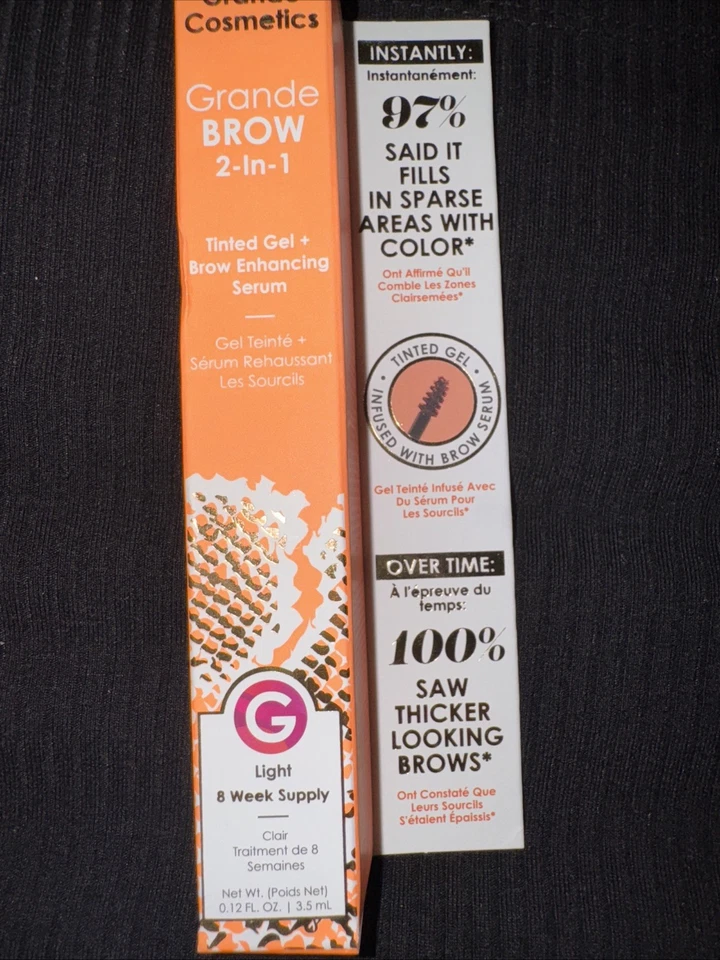 Grande
Cosmetics
Grande
BROW
2-In-1
Tinted Gel +
Brow Enhancing
Serum
Gel Teinté +
Sérum Rehaussant
Les Sourcils
G
Light
8 Week Supply
Clair
Traitment de 8
Semaines
Net Wt. (Poids Net)
0.12 FL. OZ. | 3.5 mL
INSTANTLY:
Instantanément:
97%
SAID IT
FILLS
IN SPARSE
AREAS WITH
COLOR*
Ont Affirmé Qu'il
Comble Les Zones
Clairsemées*
• TINTED GEL •
INFUSED WITH BROW SERUM
Gel Teinté Infusé Avec
Du Sérum Pour
Les Sourcils*
OVER TIME:
À l'épreuve du
temps:
100%
SAW
THICKER
LOOKING
BROWS*
Ont Constaté Que
Leurs Sourcils
S'étaient Épaissis*